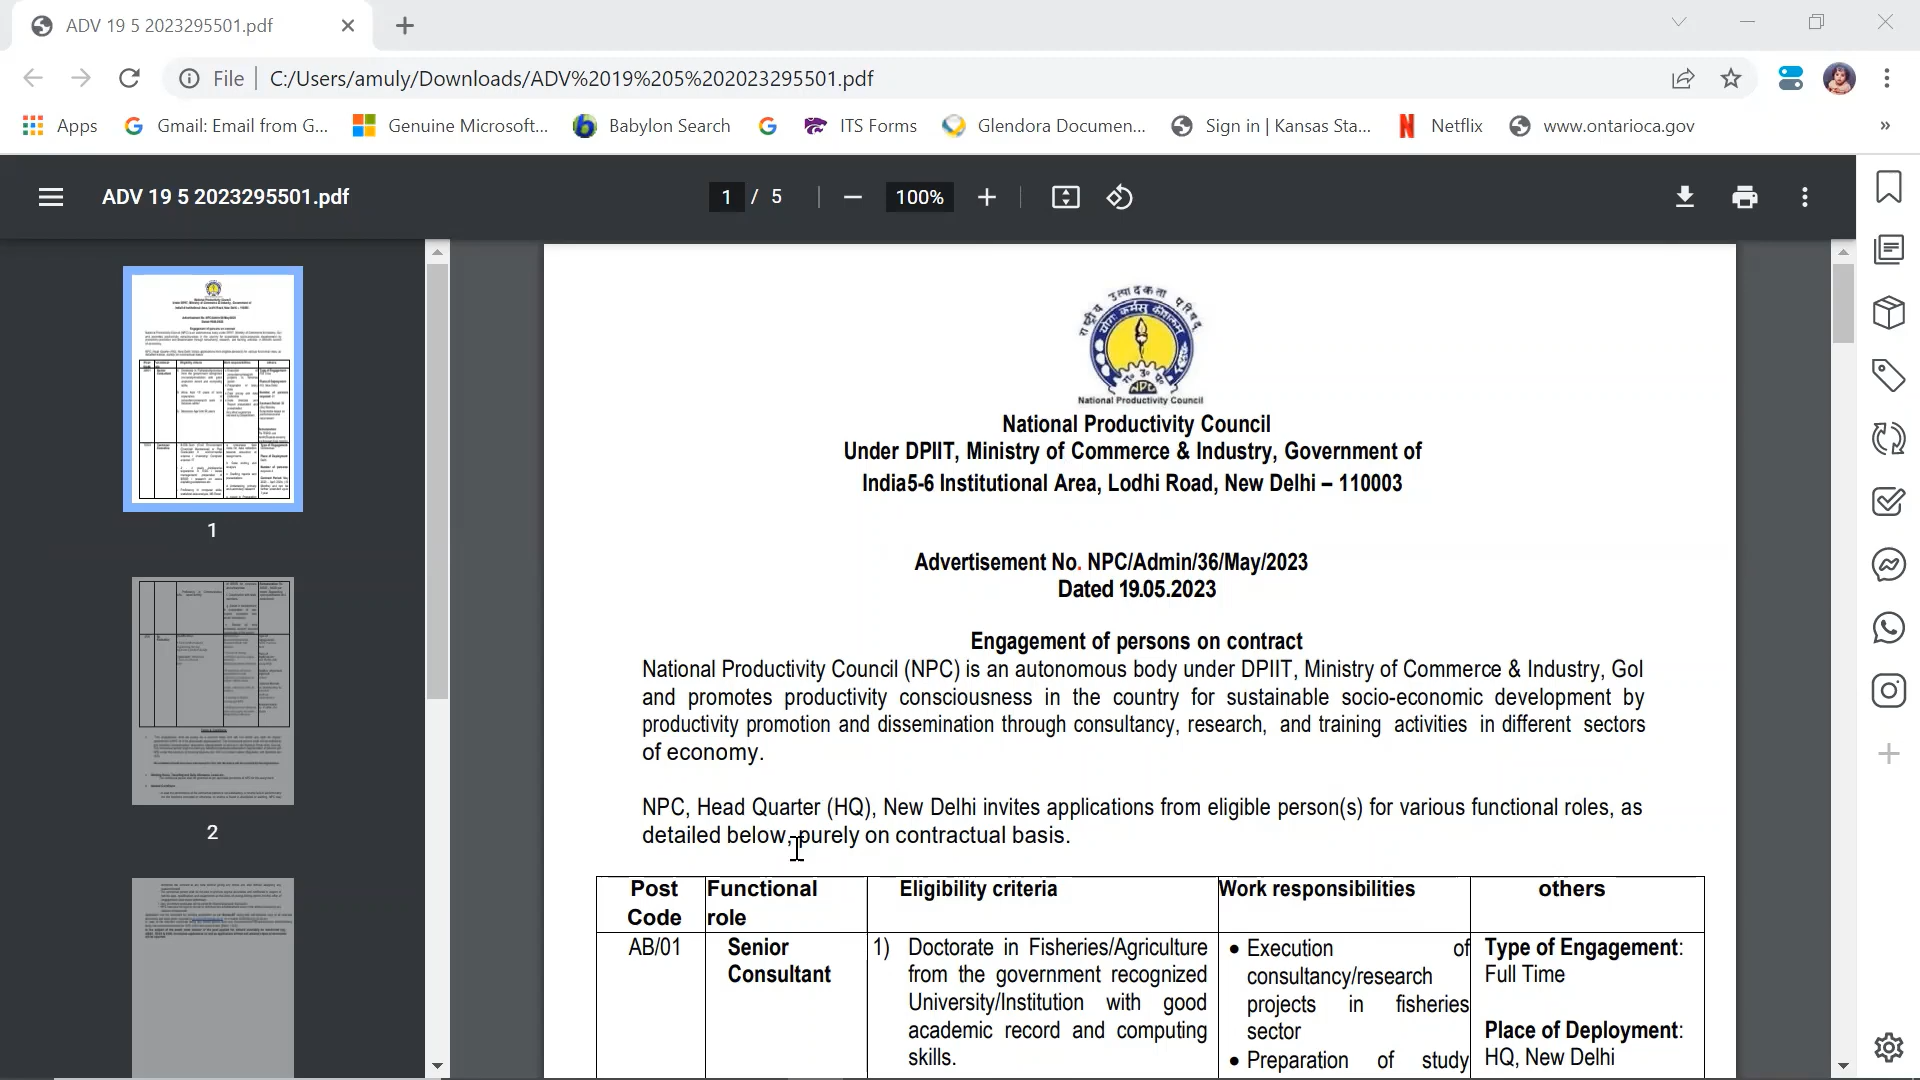 ADV 19 5 2023295501.pdf
File
C:/Users/amuly/Downloads/ADV%2019%205%202023295501.pdf
Apps
Gmail: Email from G...
Genuine Microsoft...
Babylon Search
ITS Forms
Glendora Documen...
Sign in | Kansas Sta...
Netflix
www.ontarioca.gov
»
ADV 19 5 2023295501.pdf
1 / 5
100%
1
2
राष्ट्रीय उत्पादकता परिषद
NPC
National Productivity Council
National Productivity Council
Under DPIIT, Ministry of Commerce & Industry, Government of
India5-6 Institutional Area, Lodhi Road, New Delhi – 110003
Advertisement No. NPC/Admin/36/May/2023
Dated 19.05.2023
Engagement of persons on contract
National Productivity Council (NPC) is an autonomous body under DPIIT, Ministry of Commerce & Industry, GoI
and promotes productivity consciousness in the country for sustainable socio-economic development by
productivity promotion and dissemination through consultancy, research, and training activities in different sectors
of economy.
NPC, Head Quarter (HQ), New Delhi invites applications from eligible person(s) for various functional roles, as
detailed below, purely on contractual basis.
Post
Code
Functional
role
Eligibility criteria
Work responsibilities
others
AB/01
Senior
Consultant
1) Doctorate in Fisheries/Agriculture
from the government recognized
University/Institution with good
academic record and computing
skills.
• Execution of
consultancy/research
projects in fisheries
sector
• Preparation of study
Type of Engagement:
Full Time
Place of Deployment:
HQ, New Delhi